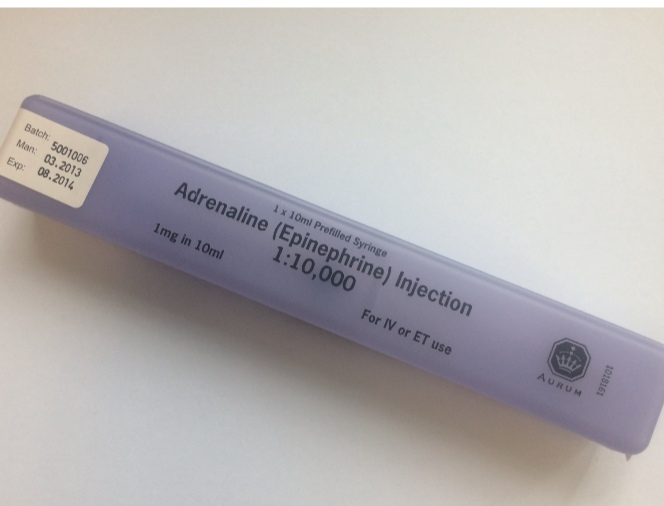 Batch: 5001006
Man: 03.2013
Exp: 08.2014
1 x 10ml Prefilled Syringe
Adrenaline (Epinephrine) Injection
1mg in 10ml
1:10,000
For IV or ET use
AURUM
1018161